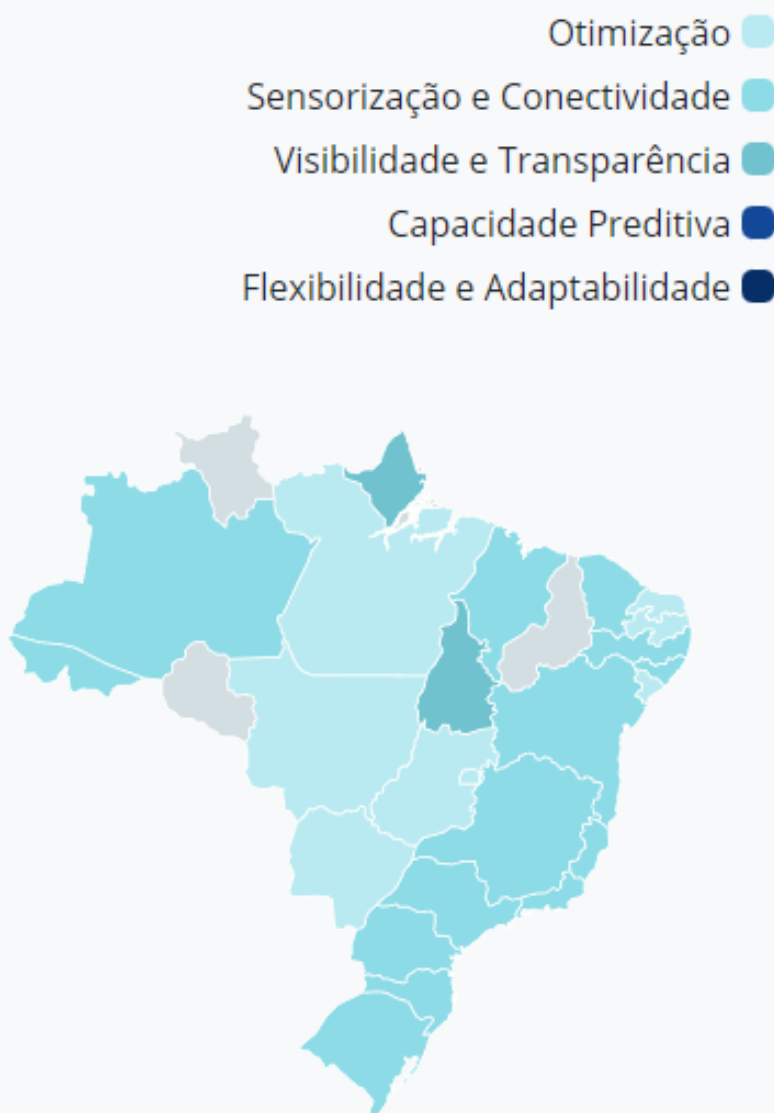 Otimização
Sensorização e Conectividade
Visibilidade e Transparência
Capacidade Preditiva
Flexibilidade e Adaptabilidade